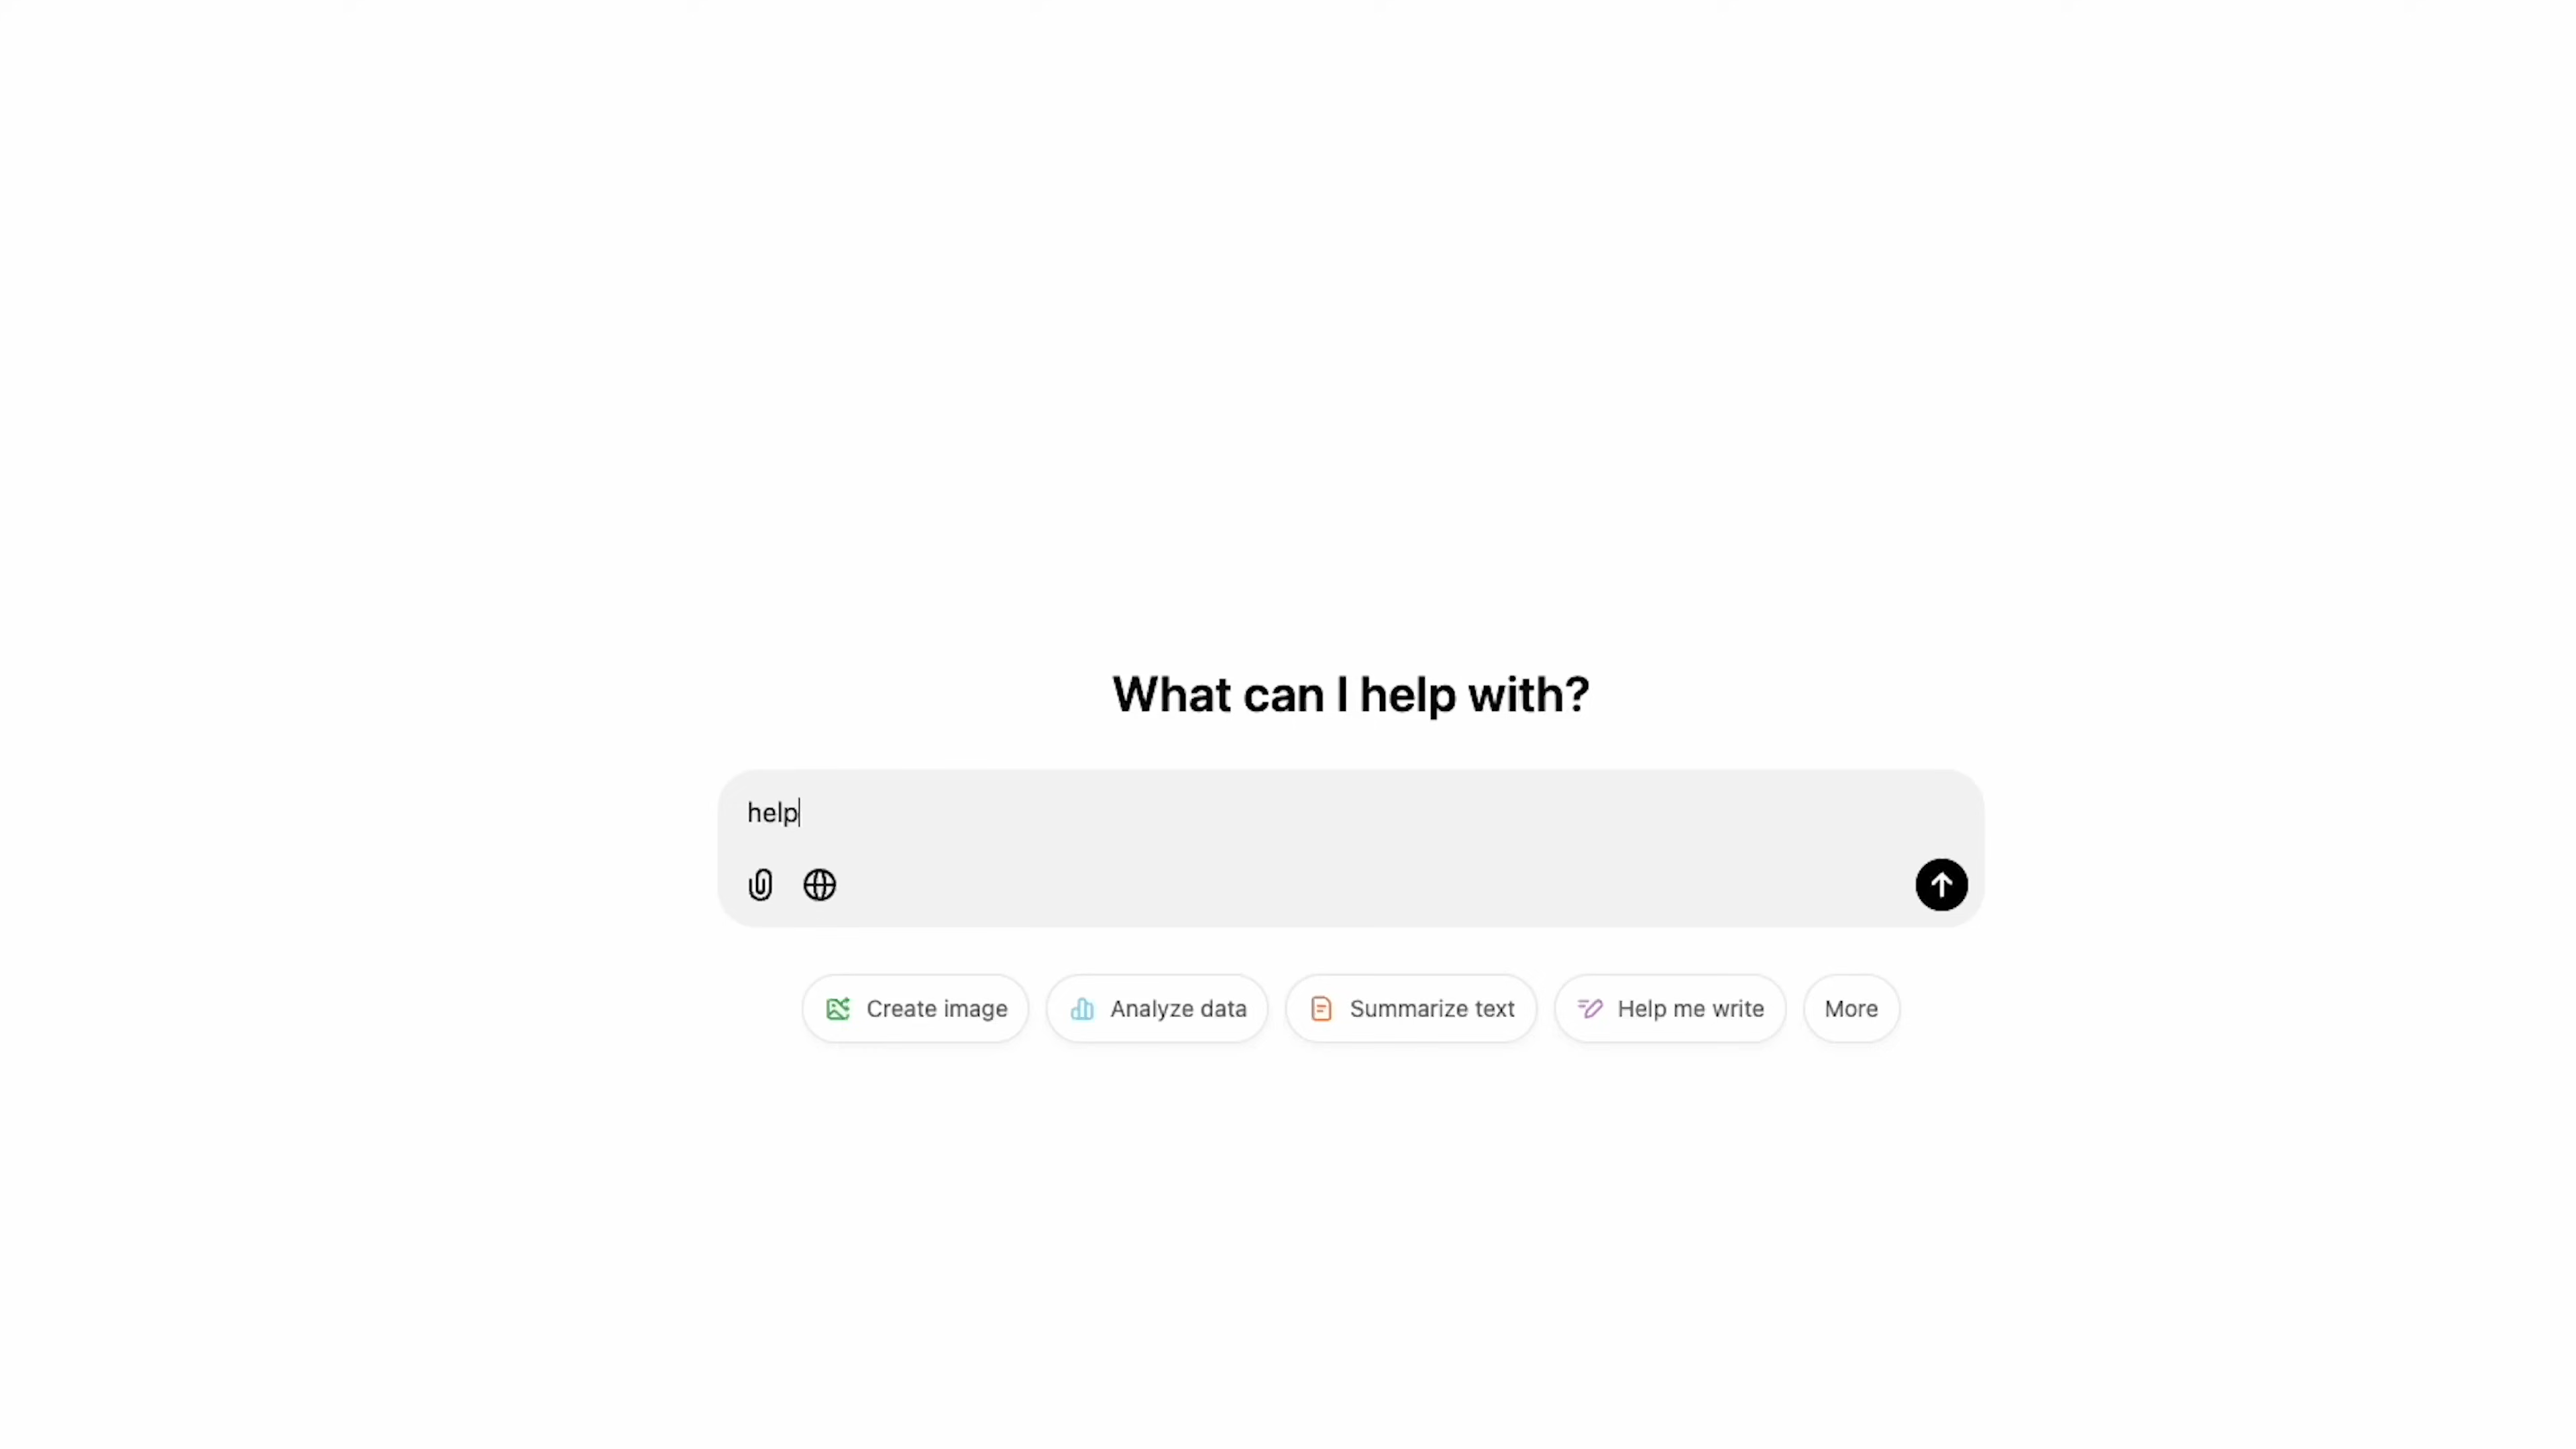 What can I help with?
help
Create image
Analyze data
Summarize text
Help me write
More